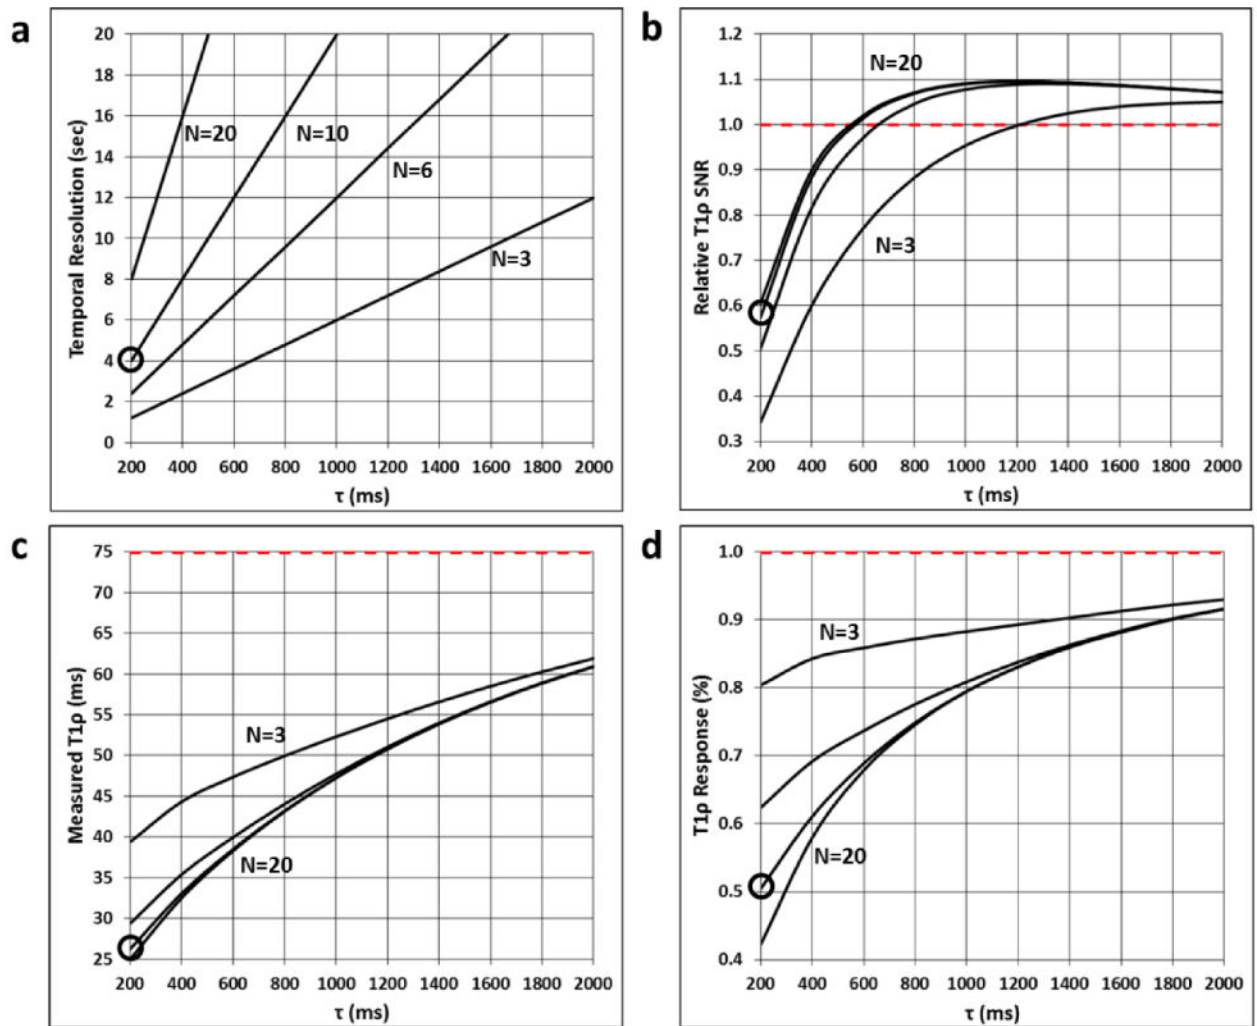 a
Temporal Resolution (sec)
20
18
16
14
12
10
8
6
4
2
0
N=20
N=10
N=6
N=3
200 400 600 800 1000 1200 1400 1600 1800 2000
τ (ms)
b
Relative T1ρ SNR
1.2
1.1
1.0
0.9
0.8
0.7
0.6
0.5
0.4
0.3
N=20
N=3
200 400 600 800 1000 1200 1400 1600 1800 2000
τ (ms)
c
Measured T1ρ (ms)
75
70
65
60
55
50
45
40
35
30
25
N=3
N=20
200 400 600 800 1000 1200 1400 1600 1800 2000
τ (ms)
d
T1ρ Response (%)
1.0
0.9
0.8
0.7
0.6
0.5
0.4
N=3
N=20
200 400 600 800 1000 1200 1400 1600 1800 2000
τ (ms)